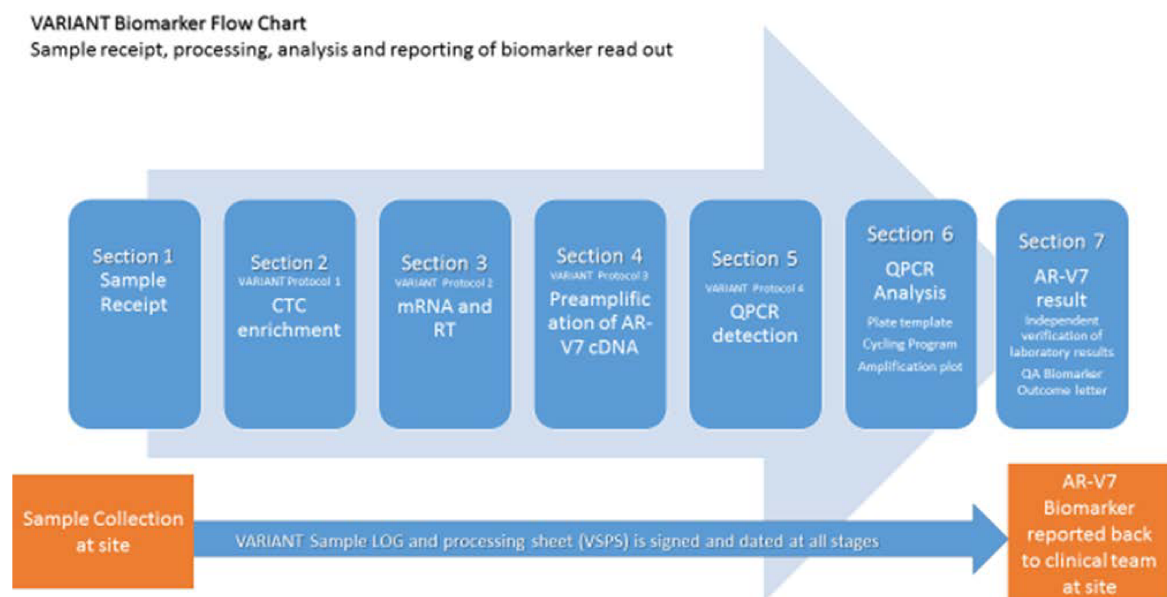 VARIANT Biomarker Flow Chart
Sample receipt, processing, analysis and reporting of biomarker read out
Section 1
Sample
Receipt
Section 2
VARIANT Protocol 1
CTC
enrichment
Section 3
VARIANT Protocol 2
mRNA and
RT
Section 4
VARIANT Protocol 3
Preamplific
ation of AR-
V7 cDNA
Section 5
VARIANT Protocol 4
QPCR
detection
Section 6
QPCR
Analysis
Plate template
Cycling Program
Amplification plot
Section 7
AR-V7
result
Independent
verification of
laboratory results
QA Biomarker
Outcome letter
Sample Collection
at site
VARIANT Sample LOG and processing sheet (VSPS) is signed and dated at all stages
AR-V7
Biomarker
reported back
to clinical team
at site